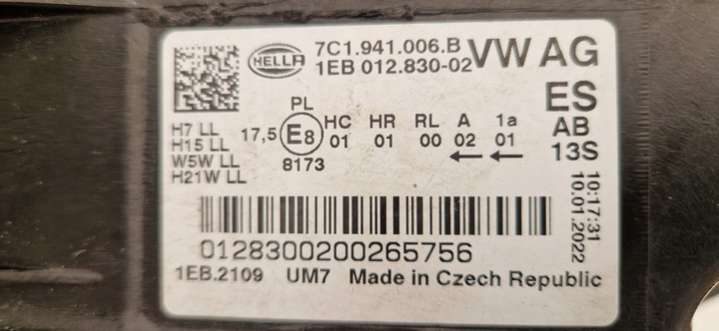 HELLA
7C1.941.006.B
1EB 012.830-02
VW AG
ES
AB
13S
PL
HC HR RL A 1a
17,5 E8 01 01 00 02 01
8173
← ←
H7 LL
H15 LL
W5W LL
H21W LL
10:17:31
10.01.2022
01283000200265756
1EB.2109 UM7 Made in Czech Republic